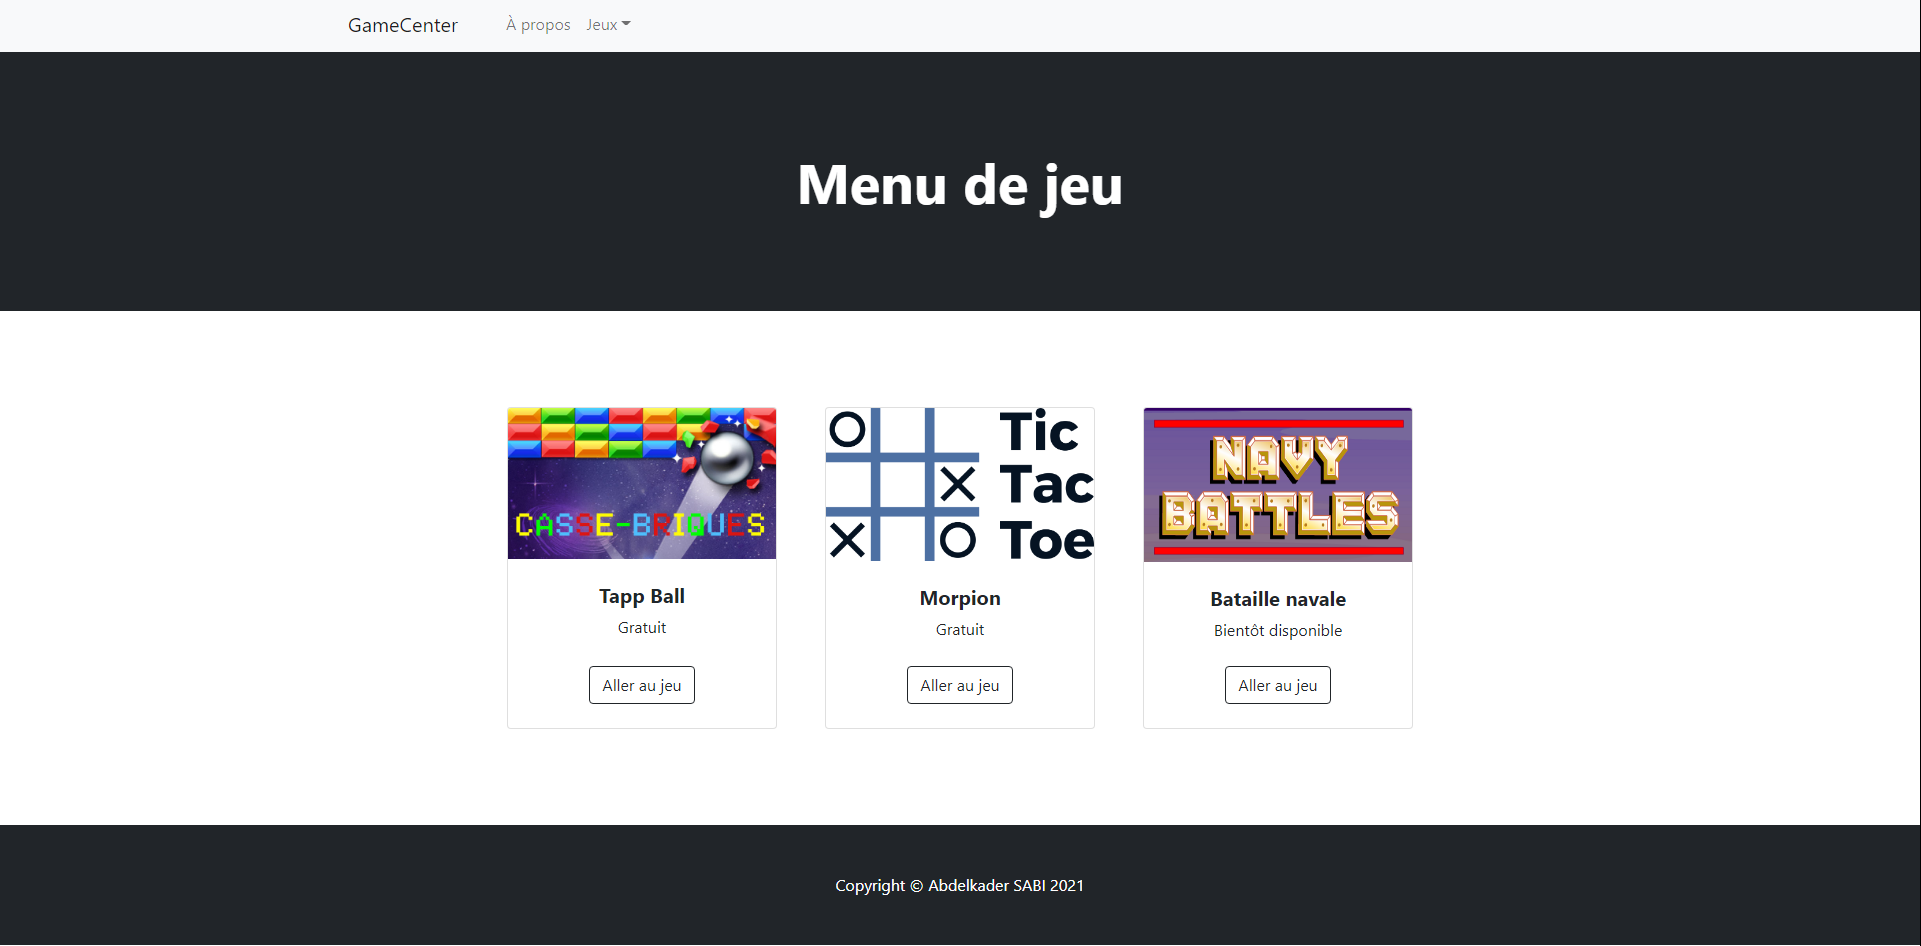 GameCenter À propos Jeux
Menu de jeu
CASSE-BRIQUES
Tapp Ball
Gratuit
Aller au jeu
Tic
Tac
Toe
Morpion
Gratuit
Aller au jeu
NAVY
BATTLES
Bataille navale
Bientôt disponible
Aller au jeu
Copyright © Abdelkader SABI 2021